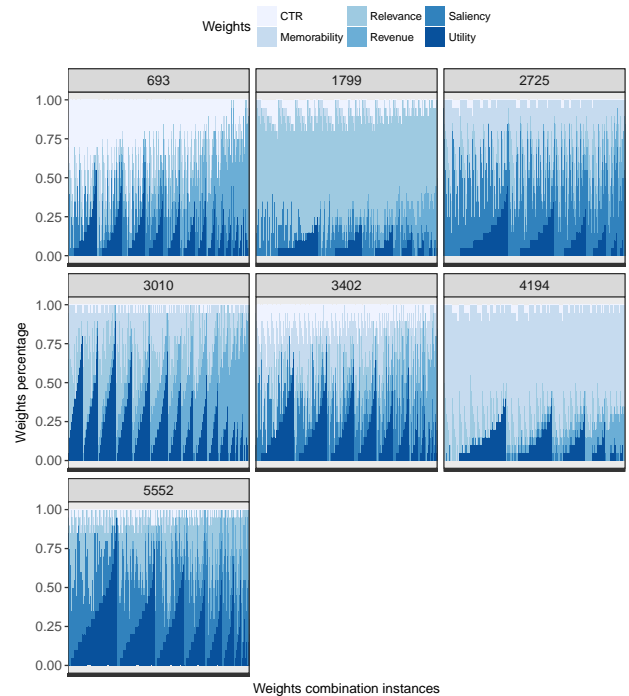 Weights CTR Relevance Saliency
Memorability Revenue Utility
693 1799 2725
1.00
0.75
0.50
0.25
0.00
3010 3402 4194
1.00
0.75
0.50
0.25
0.00
Weights percentage
5552
1.00
0.75
0.50
0.25
0.00
Weights combination instances